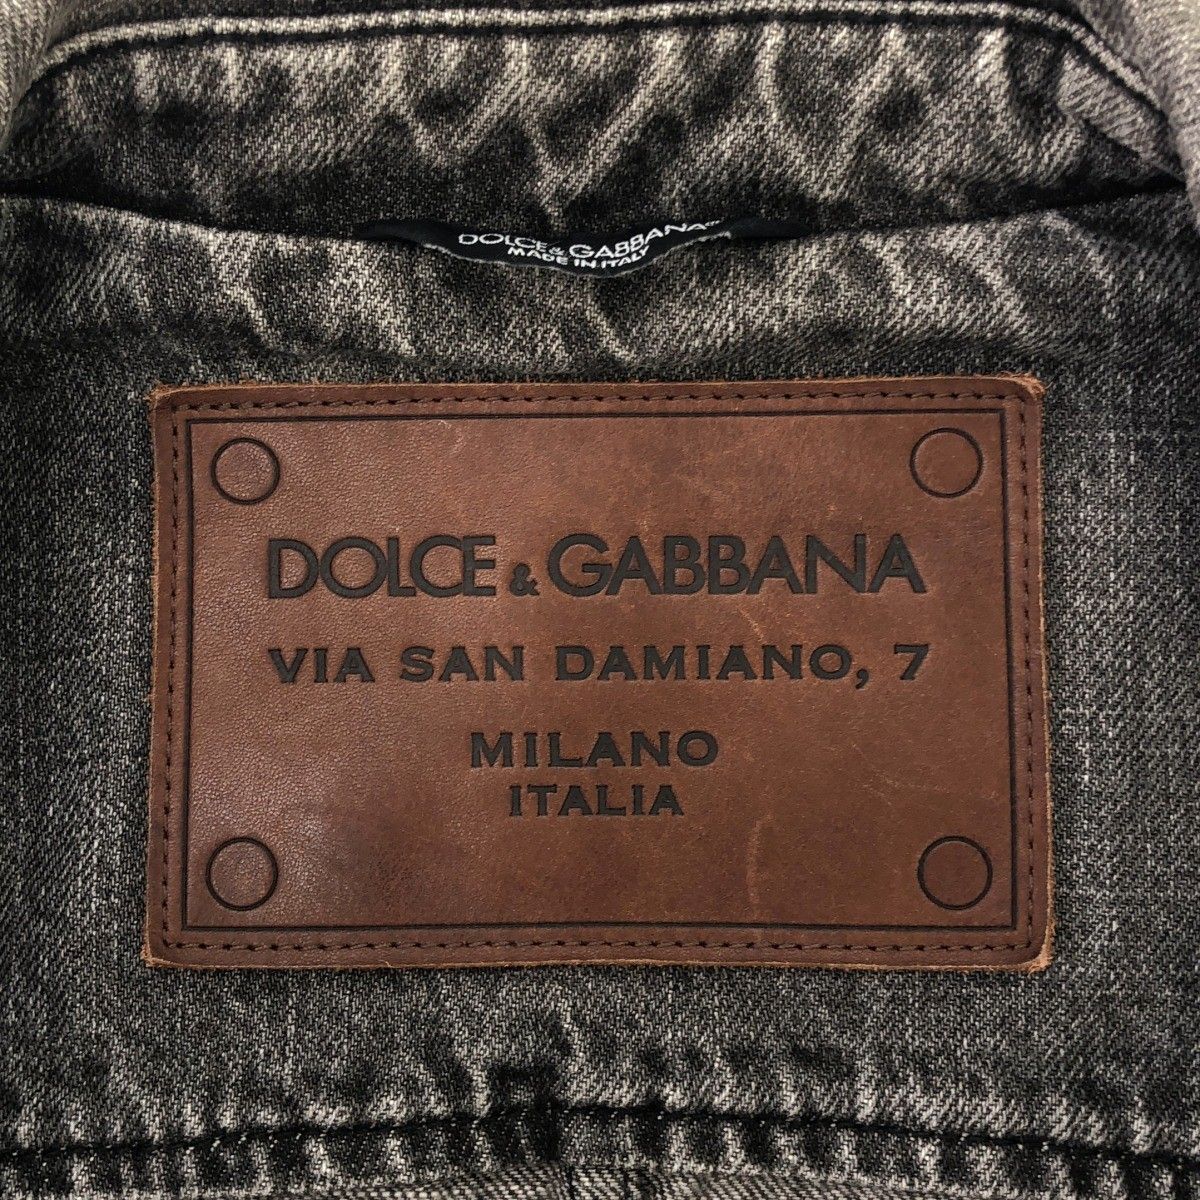 DOLCE & GABBANA
MADE IN ITALY
DOLCE & GABBANA
VIA SAN DAMIANO, 7
MILANO
ITALIA